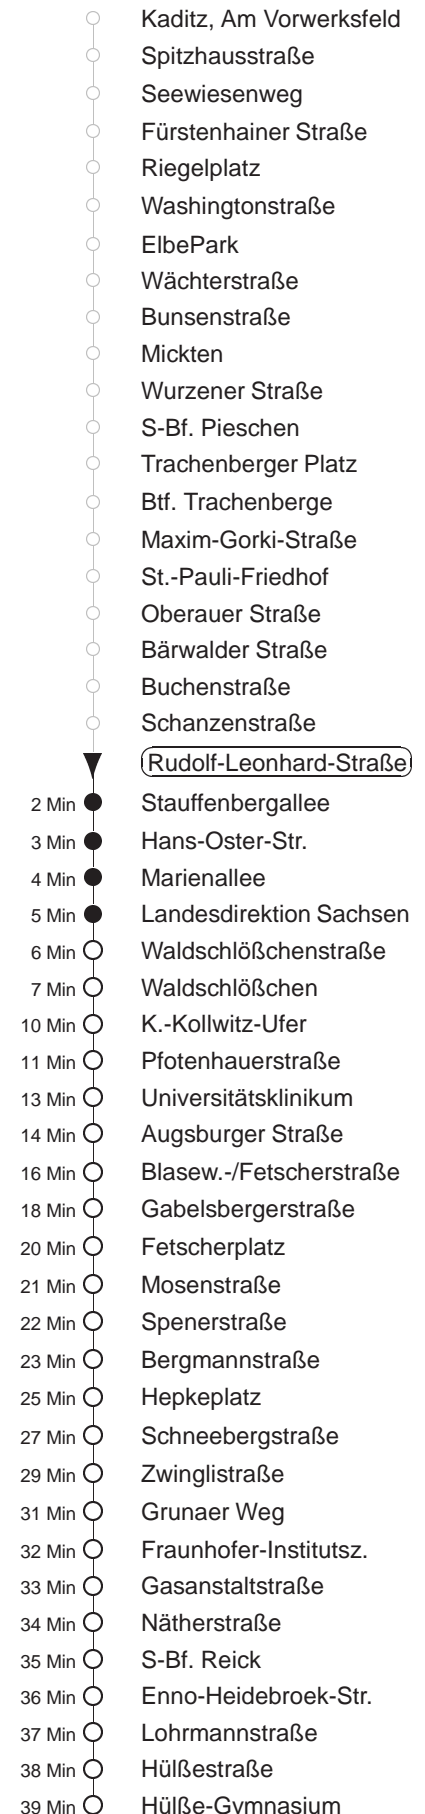 Kaditz, Am Vorwerksfeld
Spitzhausstraße
Seewiesenweg
Fürstenhainer Straße
Riegelplatz
Washingtonstraße
ElbePark
Wächterstraße
Bunsenstraße
Mickten
Wurzener Straße
S-Bf. Pieschen
Trachenberger Platz
Btf. Trachenberge
Maxim-Gorki-Straße
St.-Pauli-Friedhof
Oberauer Straße
Bärwalder Straße
Buchenstraße
Schanzenstraße
Rudolf-Leonhard-Straße
2 Min Stauffenbergallee
3 Min Hans-Oster-Str.
4 Min Marienallee
5 Min Landesdirektion Sachsen
6 Min Waldschlößchenstraße
7 Min Waldschlößchen
10 Min K.-Kollwitz-Ufer
11 Min Pfotenhauerstraße
13 Min Universitätsklinikum
14 Min Augsburger Straße
16 Min Blasew.-/Fetscherstraße
18 Min Gabelsbergerstraße
20 Min Fetscherplatz
21 Min Mosenstraße
22 Min Spenerstraße
23 Min Bergmannstraße
25 Min Hepkeplatz
27 Min Schneebergstraße
29 Min Zwinglistraße
31 Min Grunaer Weg
32 Min Fraunhofer-Institutsz.
33 Min Gasanstaltstraße
34 Min Nätherstraße
35 Min S-Bf. Reick
36 Min Enno-Heidebroek-Str.
37 Min Lohrmannstraße
38 Min Hülßestraße
39 Min Hülße-Gymnasium